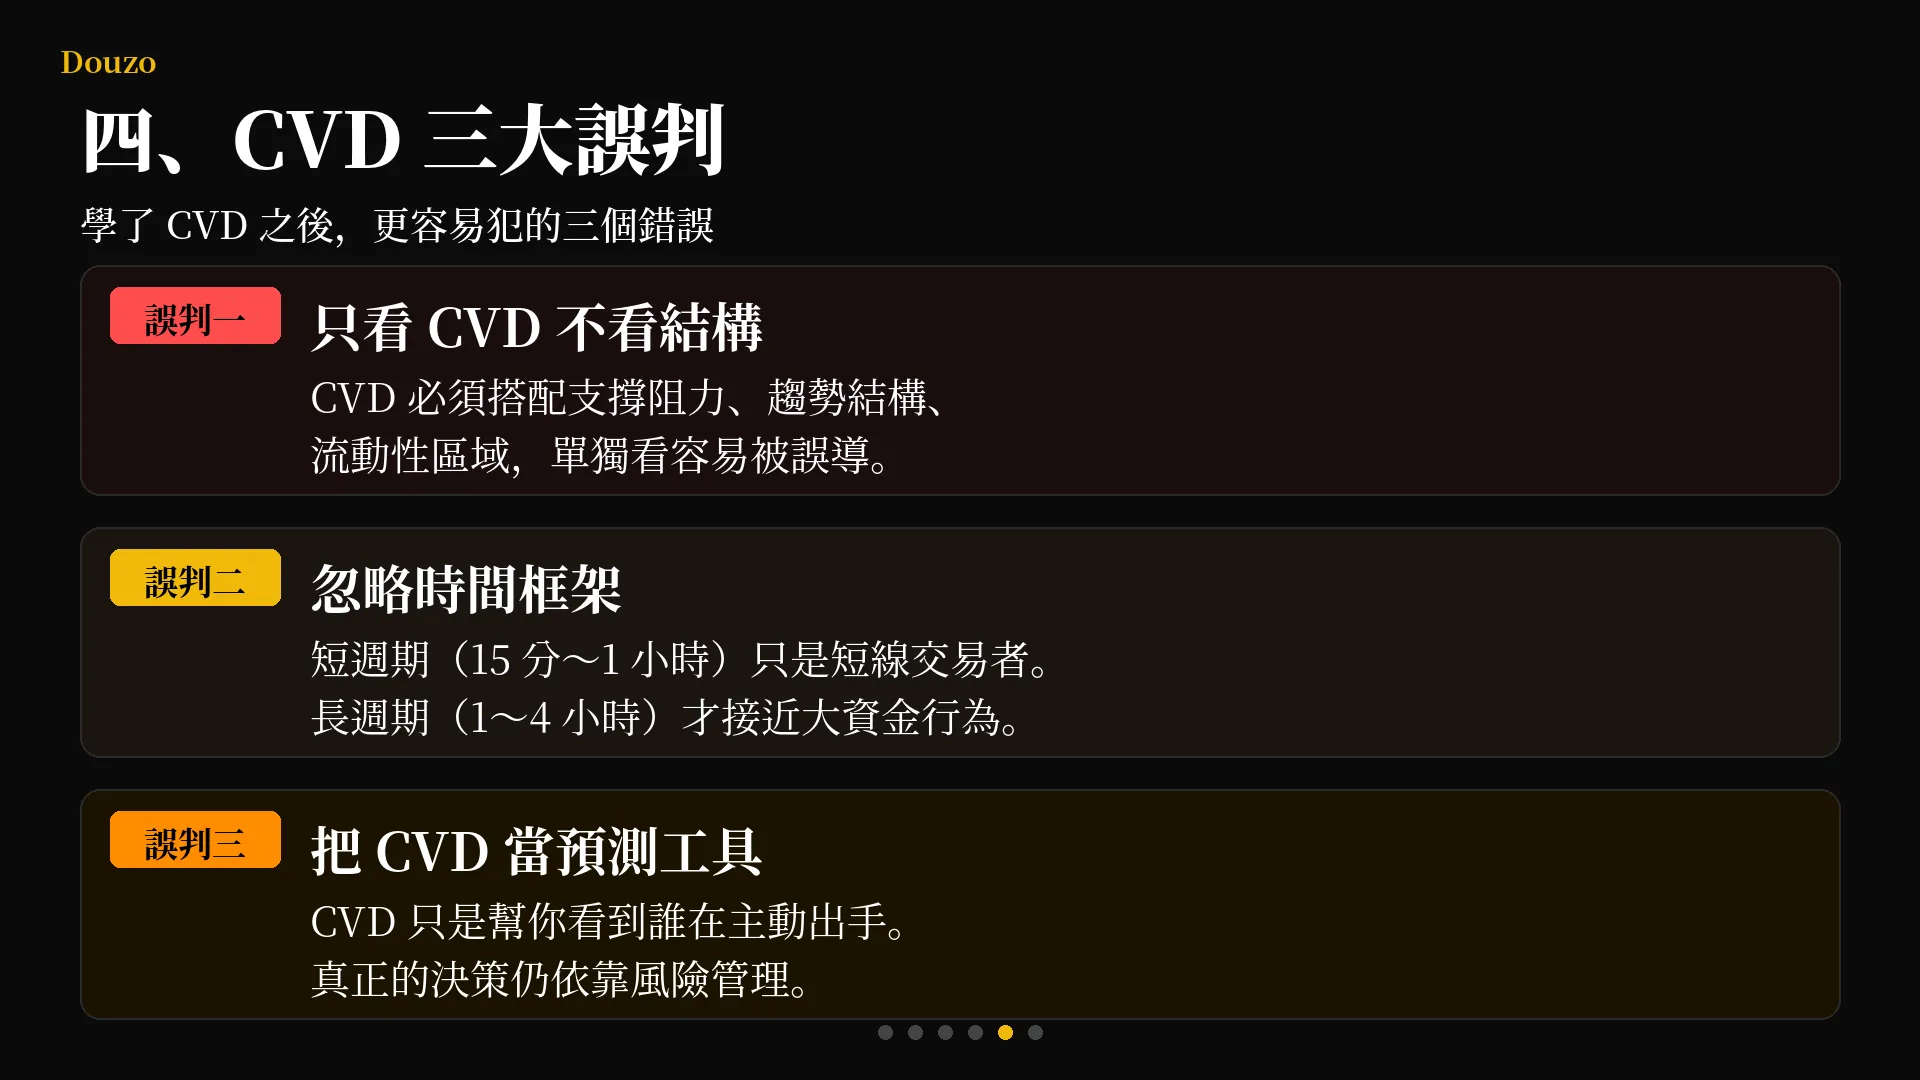 Douzo
四、CVD 三大誤判
學了 CVD 之後，更容易犯的三個錯誤
誤判一
只看 CVD 不看結構
CVD 必須搭配支撐阻力、趨勢結構、
流動性區域，單獨看容易被誤導。
誤判二
忽略時間框架
短週期（15 分～1 小時）只是短線交易者。
長週期（1～4 小時）才接近大資金行為。
誤判三
把 CVD 當預測工具
CVD 只是幫你看到誰在主動出手。
真正的決策仍依靠風險管理。